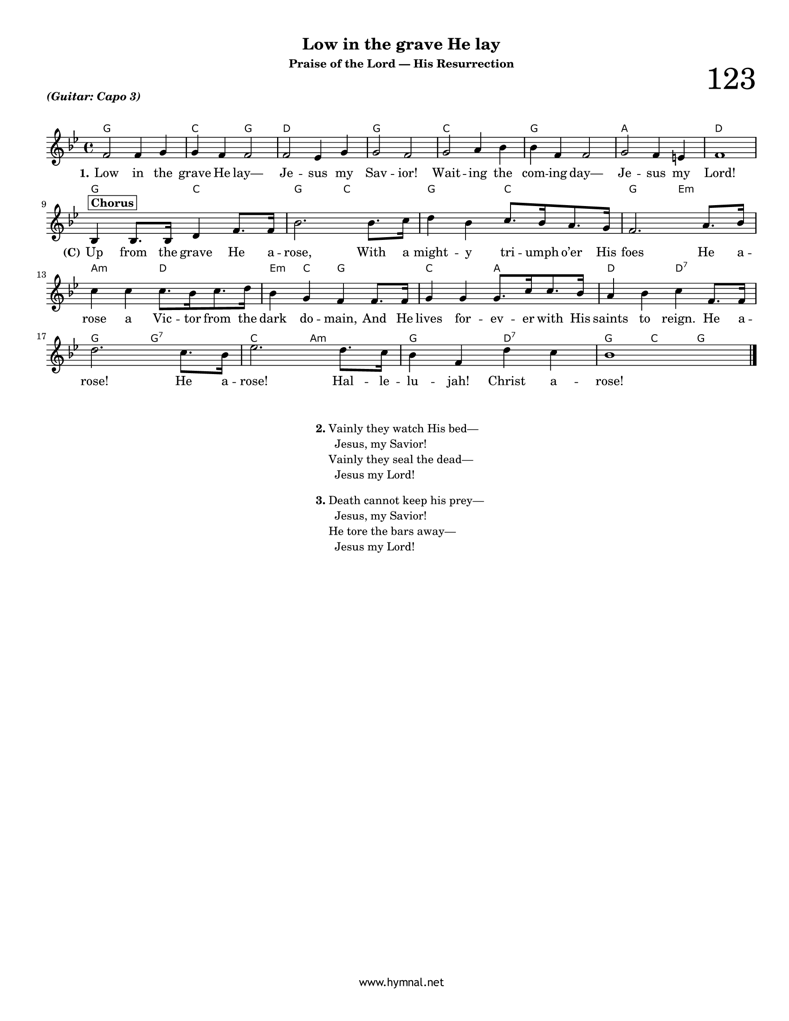 Low in the grave He lay
Praise of the Lord — His Resurrection
123
(Guitar: Capo 3)
G C G D G C G A D
1. Low in the grave He lay— Je - sus my Sav - ior! Wait - ing the com-ing day— Je - sus my Lord!
G C G C G C G Em
9 Chorus
(C) Up from the grave He a - rose, With a might - y tri - umph o'er His foes He a -
Am D Em C G C A D D7
13
rose a Vic - tor from the dark do - main, And He lives for - ev - er with His saints to reign. He a -
17 G G7 C Am G D7 G C G
rose! He a - rose! Hal - le - lu - jah! Christ a - rose!
2. Vainly they watch His bed—
Jesus, my Savior!
Vainly they seal the dead—
Jesus my Lord!
3. Death cannot keep his prey—
Jesus, my Savior!
He tore the bars away—
Jesus my Lord!
www.hymnal.net